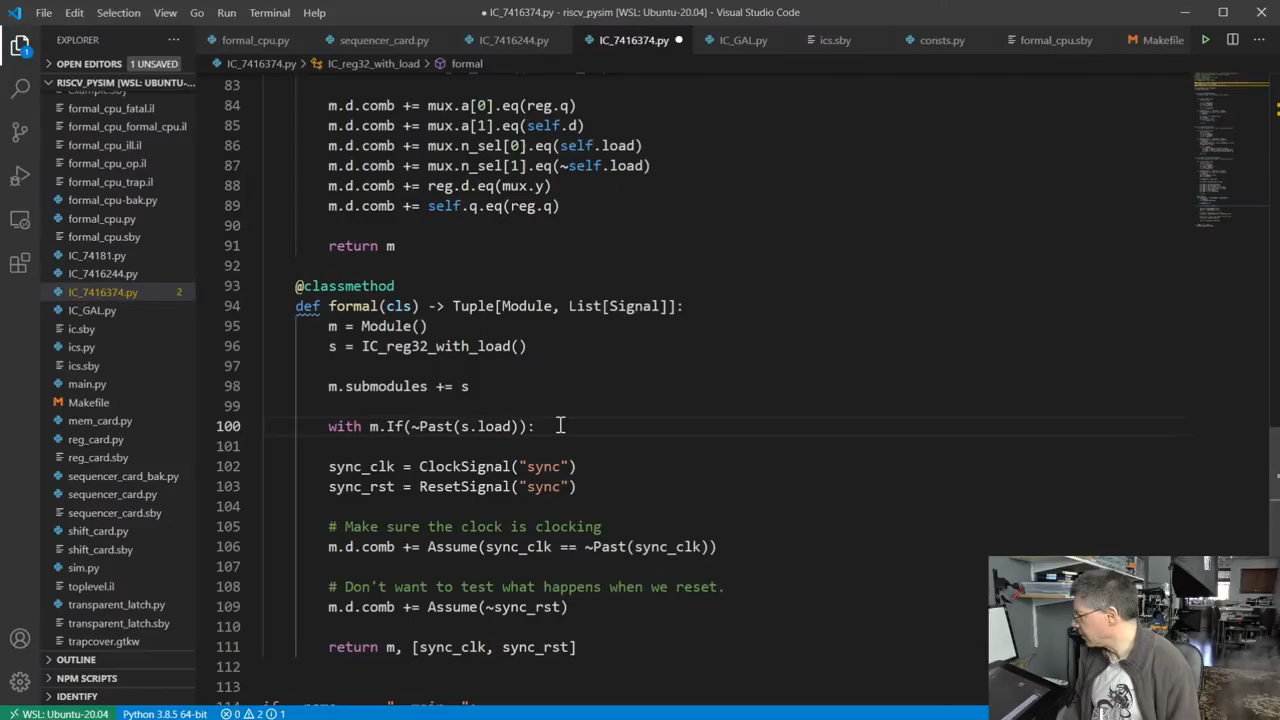 File Edit Selection View Go Run Terminal Help
● IC_7416374.py - riscv_pysim [WSL: Ubuntu-20.04] - Visual Studio Code
EXPLORER ···
formal_cpu.py sequencer_card.py IC_7416244.py IC_7416374.py ● IC_GAL.py ics.sby consts.py formal_cpu.sby Makefile ···
OPEN EDITORS 1 UNSAVED
IC_7416374.py > IC_reg32_with_load > formal
RISCV_PYSIM [WSL: UBUNTU-...
formal_cpu_fatal.il
formal_cpu_formal_cpu.il
formal_cpu_ill.il
formal_cpu_op.il
formal_cpu_trap.il
formal_cpu-bak.py
formal_cpu.py
formal_cpu.sby
IC_74181.py
IC_7416244.py
IC_7416374.py 2
IC_GAL.py
ic.sby
ics.py
ics.sby
main.py
Makefile
mem_card.py
reg_card.py
reg_card.sby
sequencer_card_bak.py
sequencer_card.py
sequencer_card.sby
shift_card.py
shift_card.sby
sim.py
toplevel.il
transparent_latch.py
transparent_latch.sby
trapcover.gtkw
OUTLINE
NPM SCRIPTS
IDENTIFY
83
84 m.d.comb += mux.a[0].eq(reg.q)
85 m.d.comb += mux.a[1].eq(self.d)
86 m.d.comb += mux.n_sel[0].eq(self.load)
87 m.d.comb += mux.n_sel[1].eq(~self.load)
88 m.d.comb += reg.d.eq(mux.y)
89 m.d.comb += self.q.eq(reg.q)
90
91 return m
92
93 @classmethod
94 def formal(cls) -> Tuple[Module, List[Signal]]:
95 m = Module()
96 s = IC_reg32_with_load()
97
98 m.submodules += s
99
100 with m.If(~Past(s.load)):
101
102 sync_clk = ClockSignal("sync")
103 sync_rst = ResetSignal("sync")
104
105 # Make sure the clock is clocking
106 m.d.comb += Assume(sync_clk == ~Past(sync_clk))
107
108 # Don't want to test what happens when we reset.
109 m.d.comb += Assume(~sync_rst)
110
111 return m, [sync_clk, sync_rst]
112
113
WSL: Ubuntu-20.04 Python 3.8.5 64-bit 0 2 1